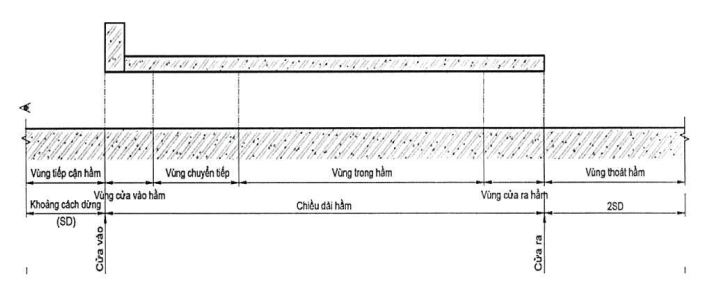 Vùng tiếp cận hầm
Vùng chuyển tiếp
Vùng trong hầm
Vùng thoát hầm
Vùng cửa vào hầm
Vùng cửa ra hầm
Khoảng cách dừng
(SD)
Chiều dài hầm
2SD
Cửa vào
Cửa ra